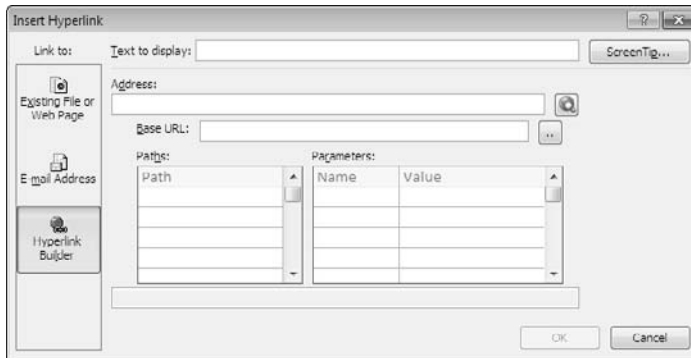 Insert Hyperlink
Link to:
Text to display:
ScreenTip...
Existing File or
Web Page
Address:
Base URL:
..
E-mail Address
Paths:
Parameters:
Path
Name
Value
Hyperlink
Builder
OK
Cancel